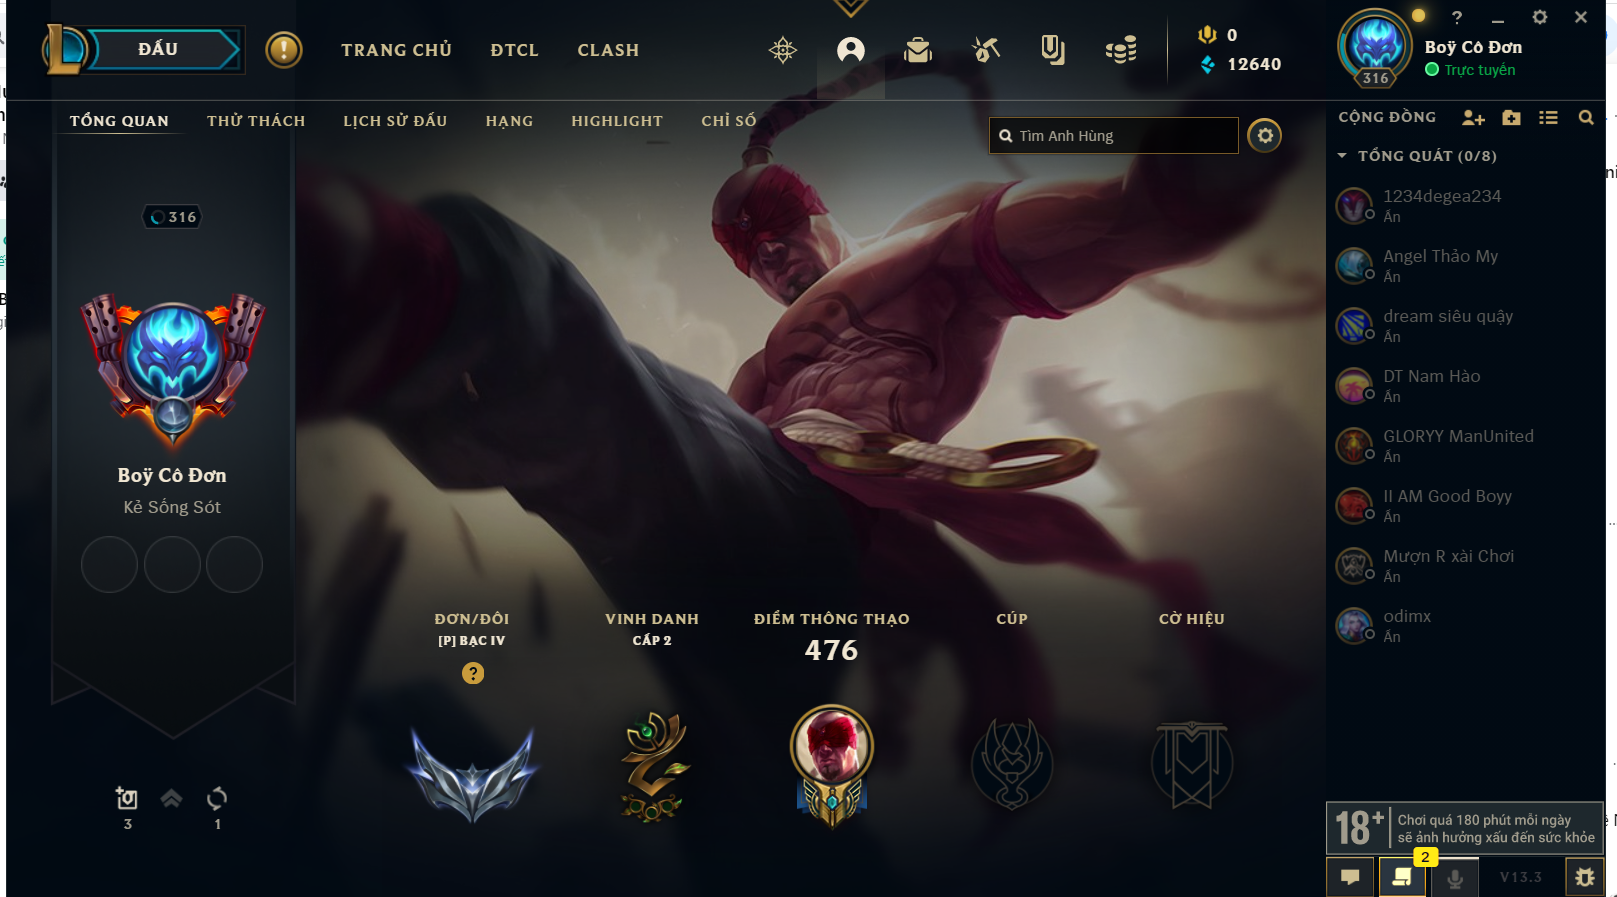 ĐẤU
TRANG CHỦ
ĐTCL
CLASH
0
12640
316
Boÿ Cô Đơn
Trực tuyến
TỔNG QUAN
THỬ THÁCH
LỊCH SỬ ĐẤU
HẠNG
HIGHLIGHT
CHỈ SỐ
Tìm Anh Hùng
316
Boÿ Cô Đơn
Kẻ Sống Sót
3
1
ĐƠN/ĐÔI
[P] BẠC IV
?
VINH DANH
CẤP 2
ĐIỂM THÔNG THẠO
476
CÚP
CỜ HIỆU
CỘNG ĐỒNG
TỔNG QUÁT (0/8)
1234degea234
Ẩn
Angel Thảo My
Ẩn
dream siêu quậy
Ẩn
DT Nam Hào
Ẩn
GLORYY ManUnited
Ẩn
II AM Good Boyy
Ẩn
Mượn R xài Chơi
Ẩn
odimx
Ẩn
18+
Chơi quá 180 phút mỗi ngày
sẽ ảnh hưởng xấu đến sức khỏe
2
V13.3